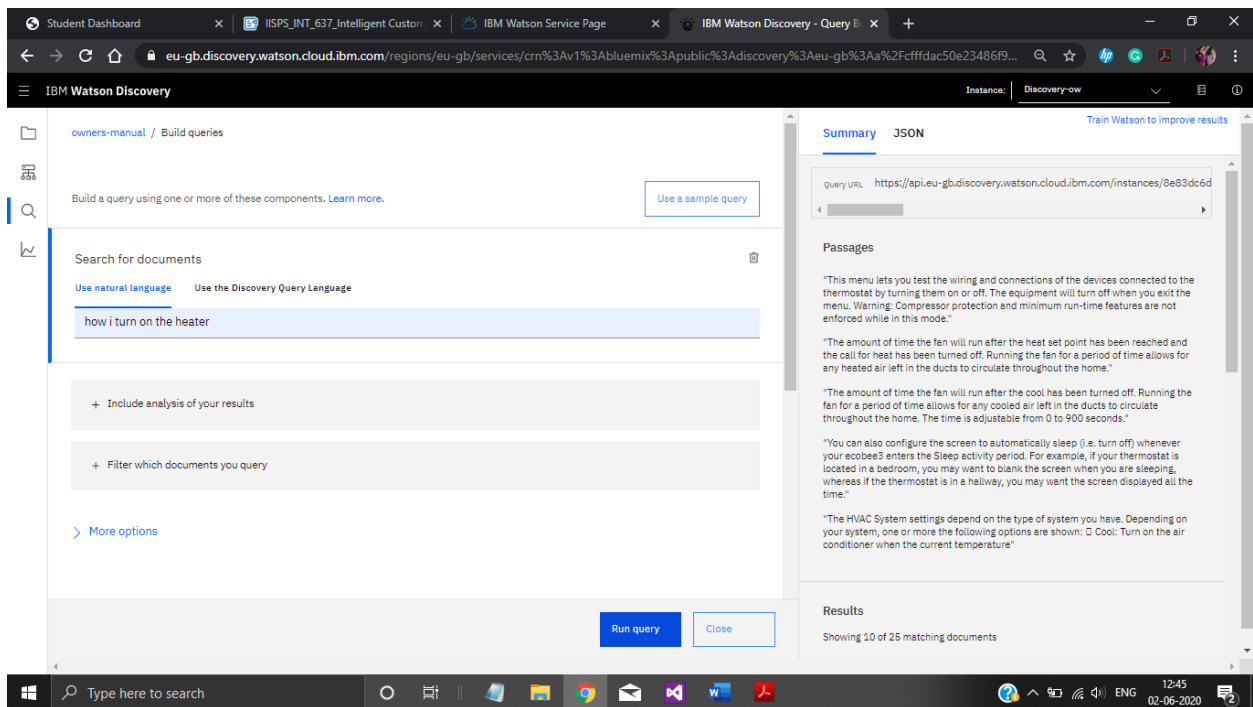 Student Dashboard
IISPS_INT_637_Intelligent Custom
IBM Watson Service Page
IBM Watson Discovery - Query B
eu-gb.discovery.watson.cloud.ibm.com/regions/eu-gb/services/crn%3Av1%3Abluemix%3Apublic%3Adiscovery%3Aeu-gb%3Aa%2Fcfffdac50e23486f9...
IBM Watson Discovery
Instance: Discovery-ow
owners-manual / Build queries
Build a query using one or more of these components. Learn more.
Use a sample query
Search for documents
Use natural language Use the Discovery Query Language
how i turn on the heater
+ Include analysis of your results
+ Filter which documents you query
More options
Run query Close
Train Watson to improve results
Summary JSON
Query URL https://api.eu-gb.discovery.watson.cloud.ibm.com/instances/8e83dc6d
Passages
"This menu lets you test the wiring and connections of the devices connected to the
thermostat by turning them on or off. The equipment will turn off when you exit the
menu. Warning: Compressor protection and minimum run-time features are not
enforced while in this mode."
"The amount of time the fan will run after the heat set point has been reached and
the call for heat has been turned off. Running the fan for a period of time allows for
any heated air left in the ducts to circulate throughout the home."
"The amount of time the fan will run after the cool has been turned off. Running the
fan for a period of time allows for any cooled air left in the ducts to circulate
throughout the home. The time is adjustable from 0 to 900 seconds."
"You can also configure the screen to automatically sleep (i.e. turn off) whenever
your ecobee3 enters the Sleep activity period. For example, if your thermostat is
located in a bedroom, you may want to blank the screen when you are sleeping,
whereas if the thermostat is in a hallway, you may want the screen displayed all the
time."
"The HVAC System settings depend on the type of system you have. Depending on
your system, one or more the following options are shown: ▯ Cool: Turn on the air
conditioner when the current temperature"
Results
Showing 10 of 25 matching documents
Type here to search
ENG
12:45
02-06-2020
2